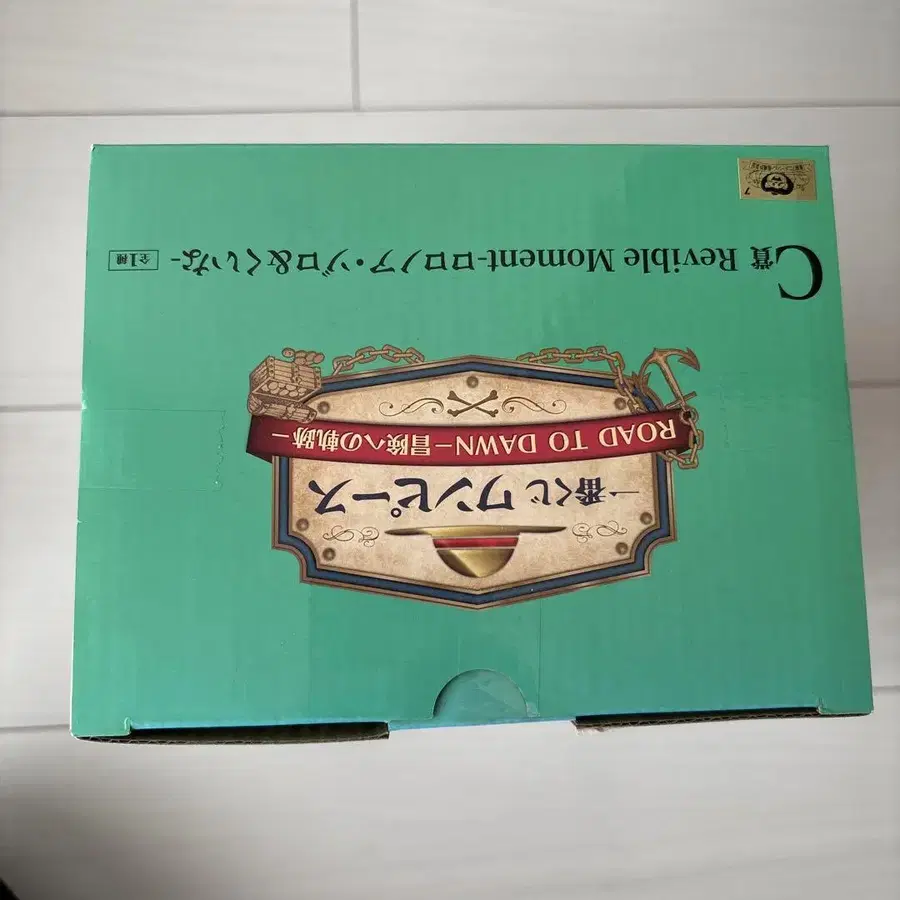 C賞 Revible Moment-ロロノア・ゾロ&くいな- 全1種
ROAD TO DAWN－冒険への軌跡－
一番くじ ワンピース